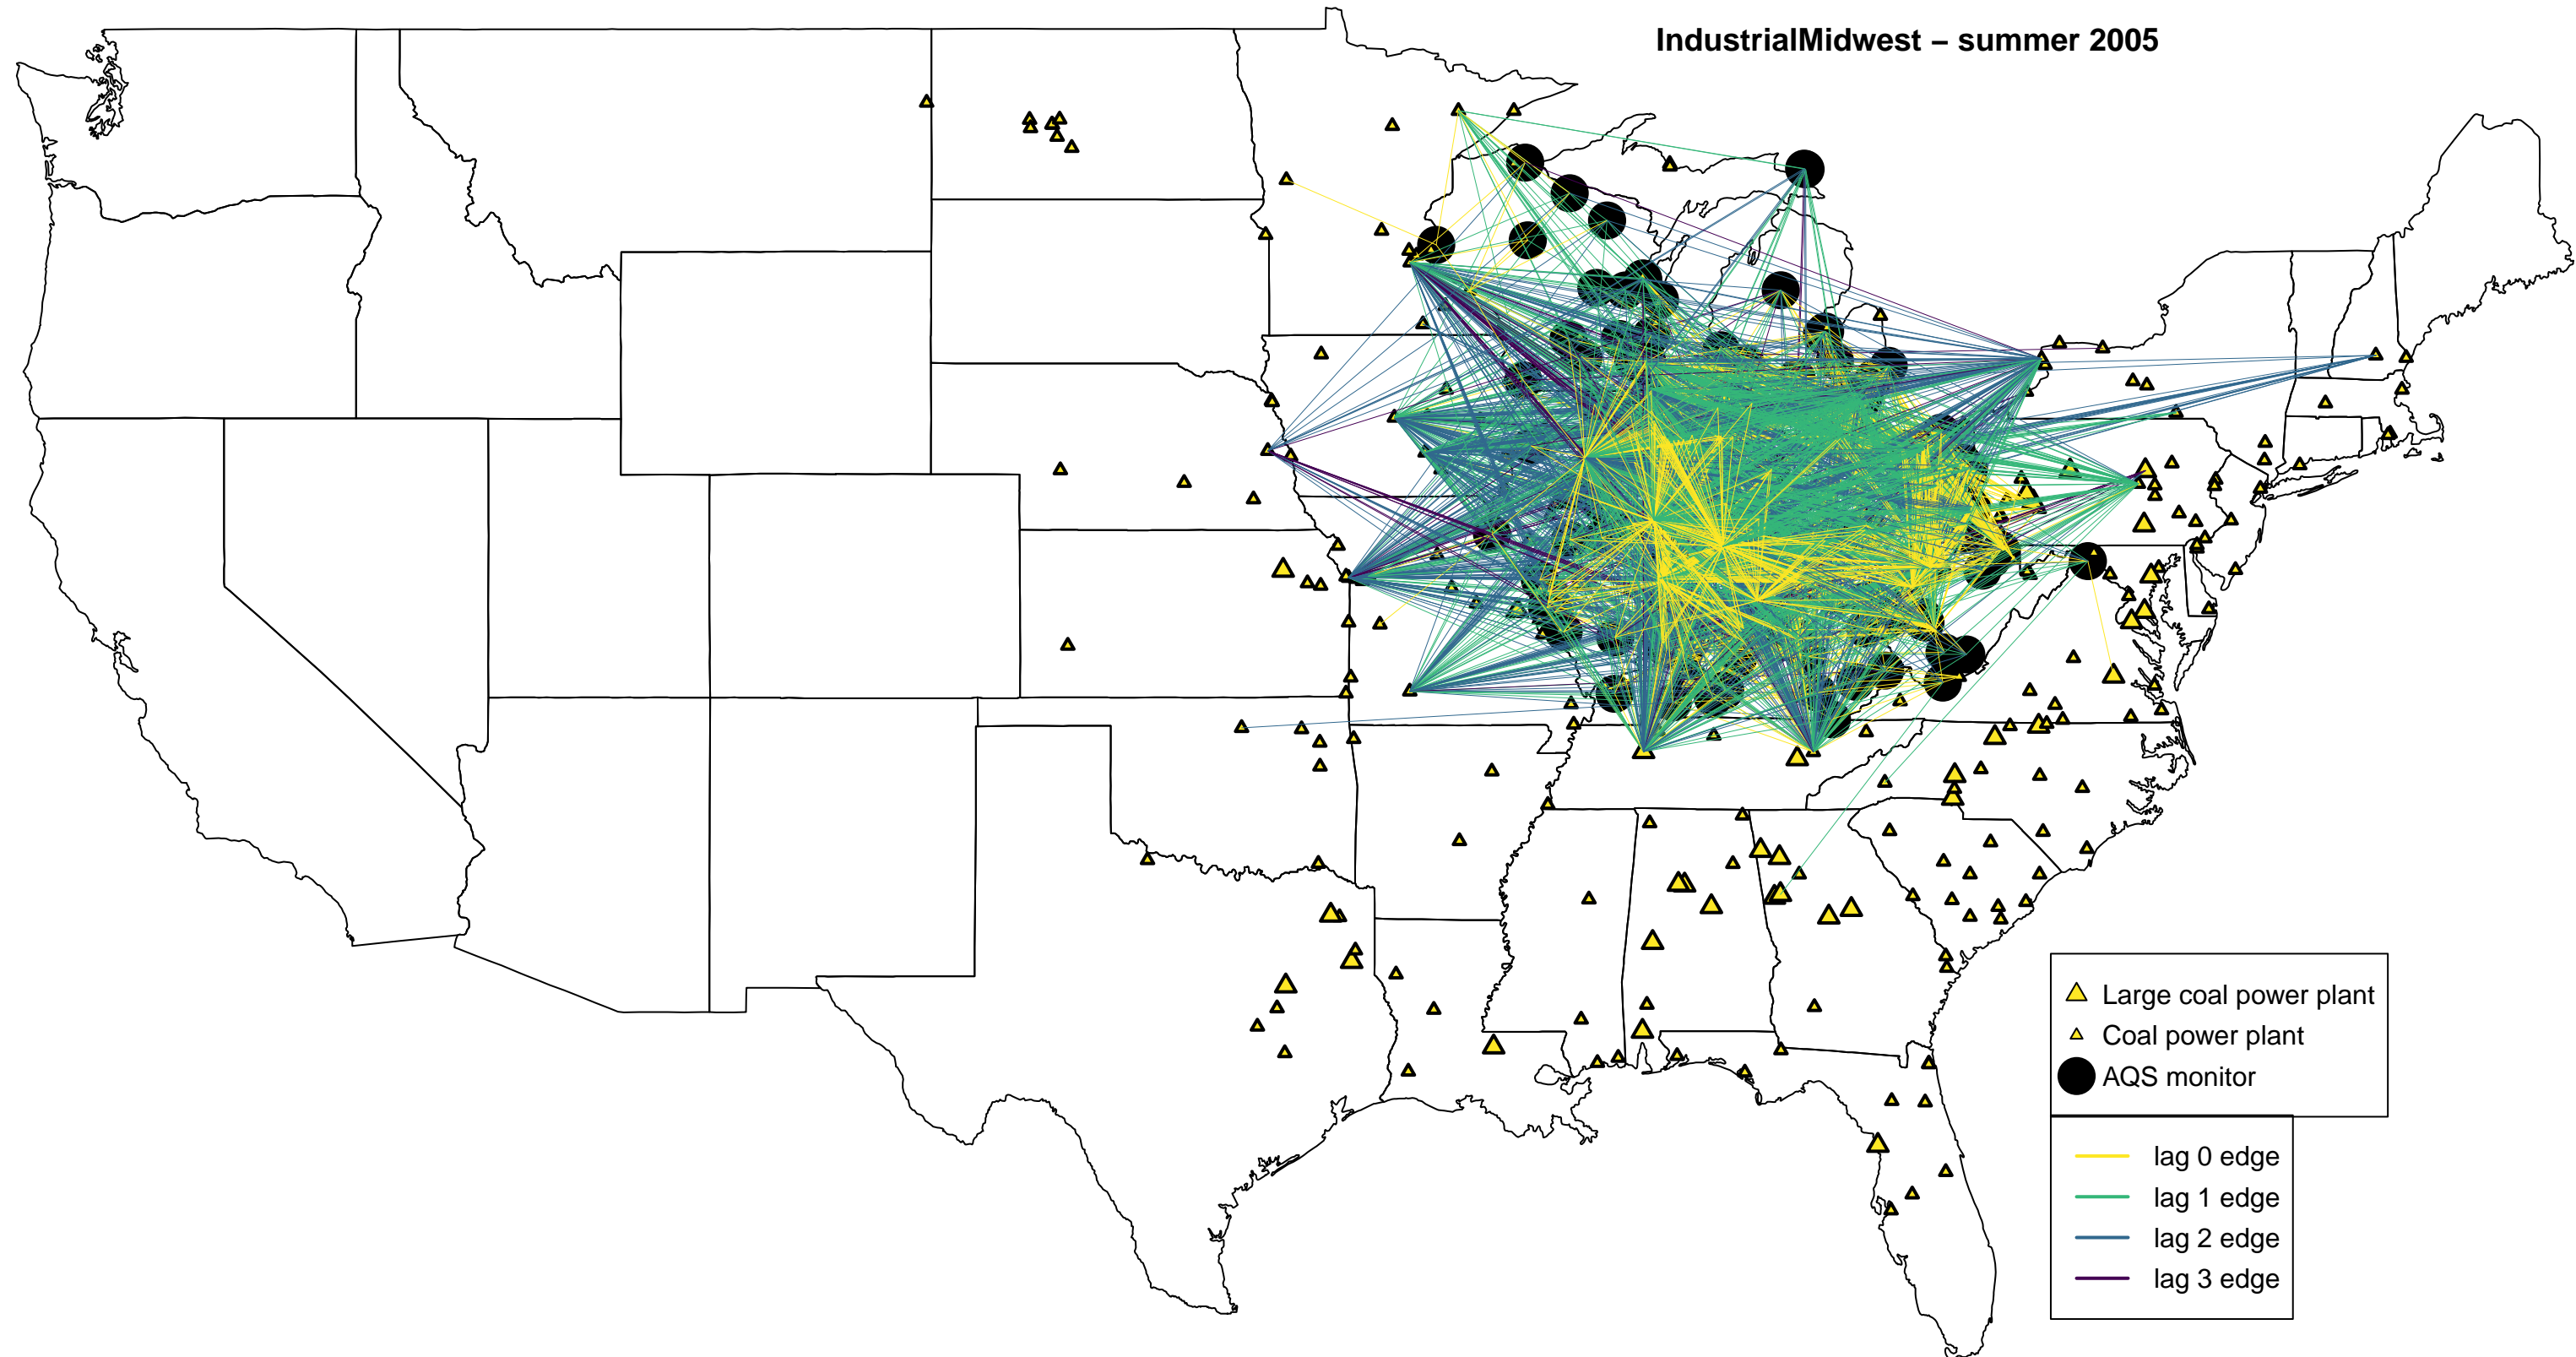 IndustrialMidwest – summer 2005
Large coal power plant
Coal power plant
AQS monitor
lag 0 edge
lag 1 edge
lag 2 edge
lag 3 edge